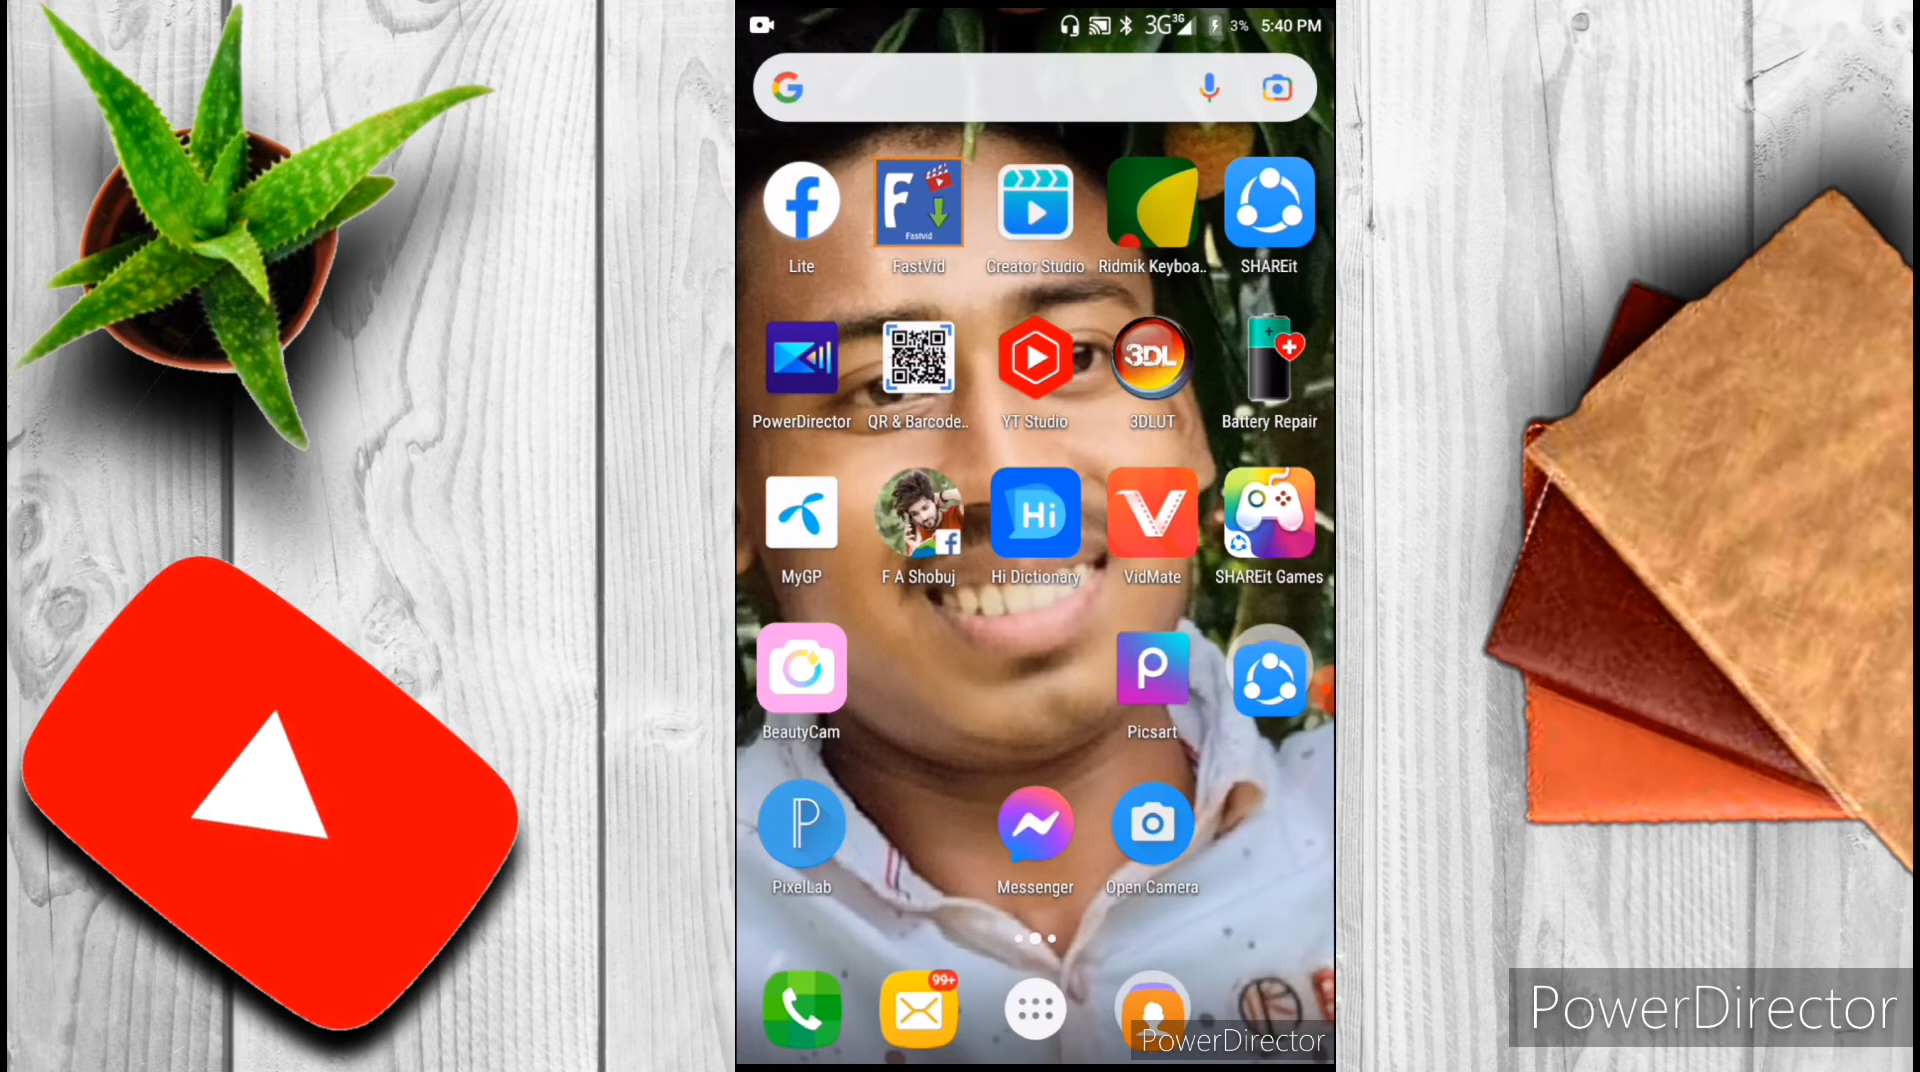 3G 3G 3% 5:40 PM
F
Fastvid
Lite FastVid Creator Studio Ridmik Keyboa.. SHAREit
3DL
PowerDirector QR & Barcode.. YT Studio 3DLUT Battery Repair
Hi
MyGP F A Shobuj Hi Dictionary VidMate SHAREit Games
BeautyCam Picsart
PixelLab Messenger Open Camera
99+
PowerDirector
PowerDirector